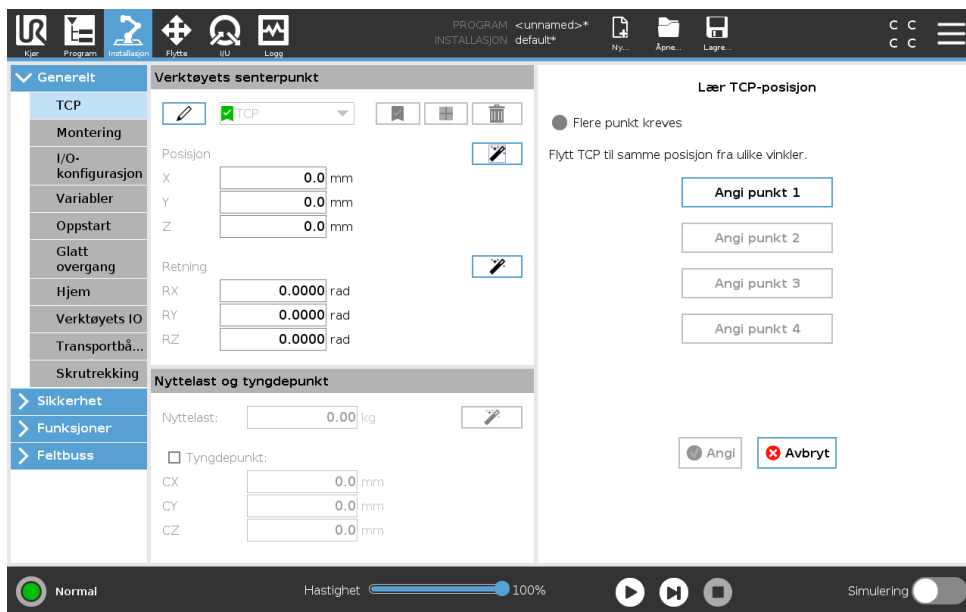 PROGRAM <unnamed>*
INSTALLASJON default*
UR
Kjør
Program
Installasjon
Flytte
I/U
Logg
Ny...
Åpne...
Lagre...
C C
C C
Generelt
TCP
Montering
I/O-
konfigurasjon
Variabler
Oppstart
Glatt
overgang
Hjem
Verktøyets IO
Transportbå...
Skrutrekking
Sikkerhet
Funksjoner
Feltbuss
Verktøyets senterpunkt
TCP
Posisjon
X 0.0 mm
Y 0.0 mm
Z 0.0 mm
Retning
RX 0.0000 rad
RY 0.0000 rad
RZ 0.0000 rad
Nyttelast og tyngdepunkt
Nyttelast: 0.00 kg
Tyngdepunkt:
CX 0.0 mm
CY 0.0 mm
CZ 0.0 mm
Lær TCP-posisjon
Flere punkt kreves
Flytt TCP til samme posisjon fra ulike vinkler.
Angi punkt 1
Angi punkt 2
Angi punkt 3
Angi punkt 4
Angi
Avbryt
Normal
Hastighet 100%
Simulering